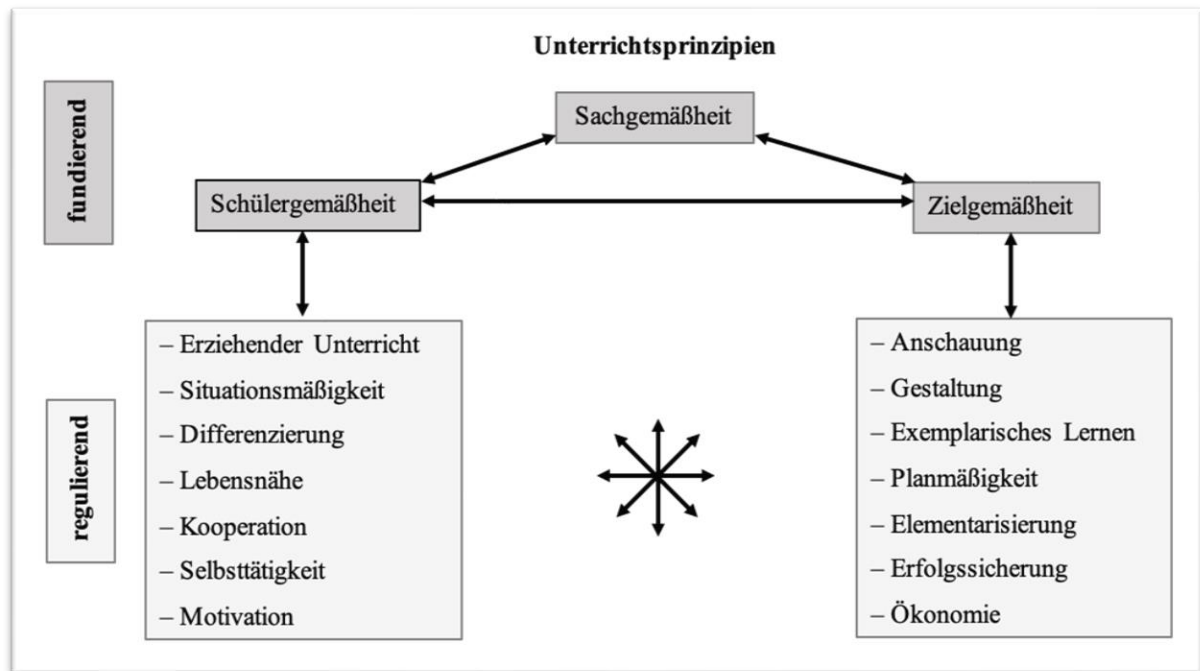 Unterrichtsprinzipien
fundierend
Sachgemäßheit
Schülergemäßheit
Zielgemäßheit
regulierend
– Erziehender Unterricht
– Situationsmäßigkeit
– Differenzierung
– Lebensnähe
– Kooperation
– Selbsttätigkeit
– Motivation
– Anschauung
– Gestaltung
– Exemplarisches Lernen
– Planmäßigkeit
– Elementarisierung
– Erfolgssicherung
– Ökonomie